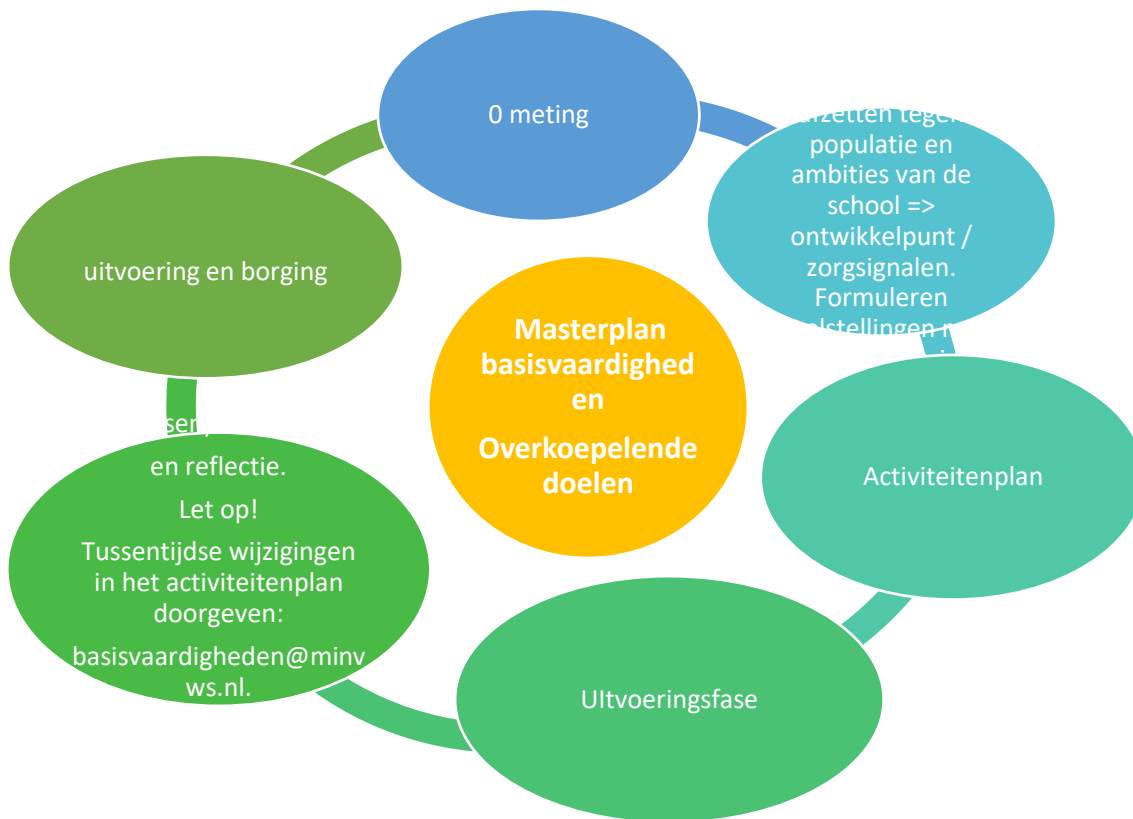 0 meting
populatie en
ambities van de
school =>
ontwikkelpunt /
zorgsignalen.
Formuleren
Activiteitenplan
UItvoeringsfase
en reflectie.
Let op!
Tussentijdse wijzigingen
in het activiteitenplan
doorgeven:
basisvaardigheden@minv
ws.nl.
uitvoering en borging
Masterplan
basisvaardighed
en
Overkoepelende
doelen